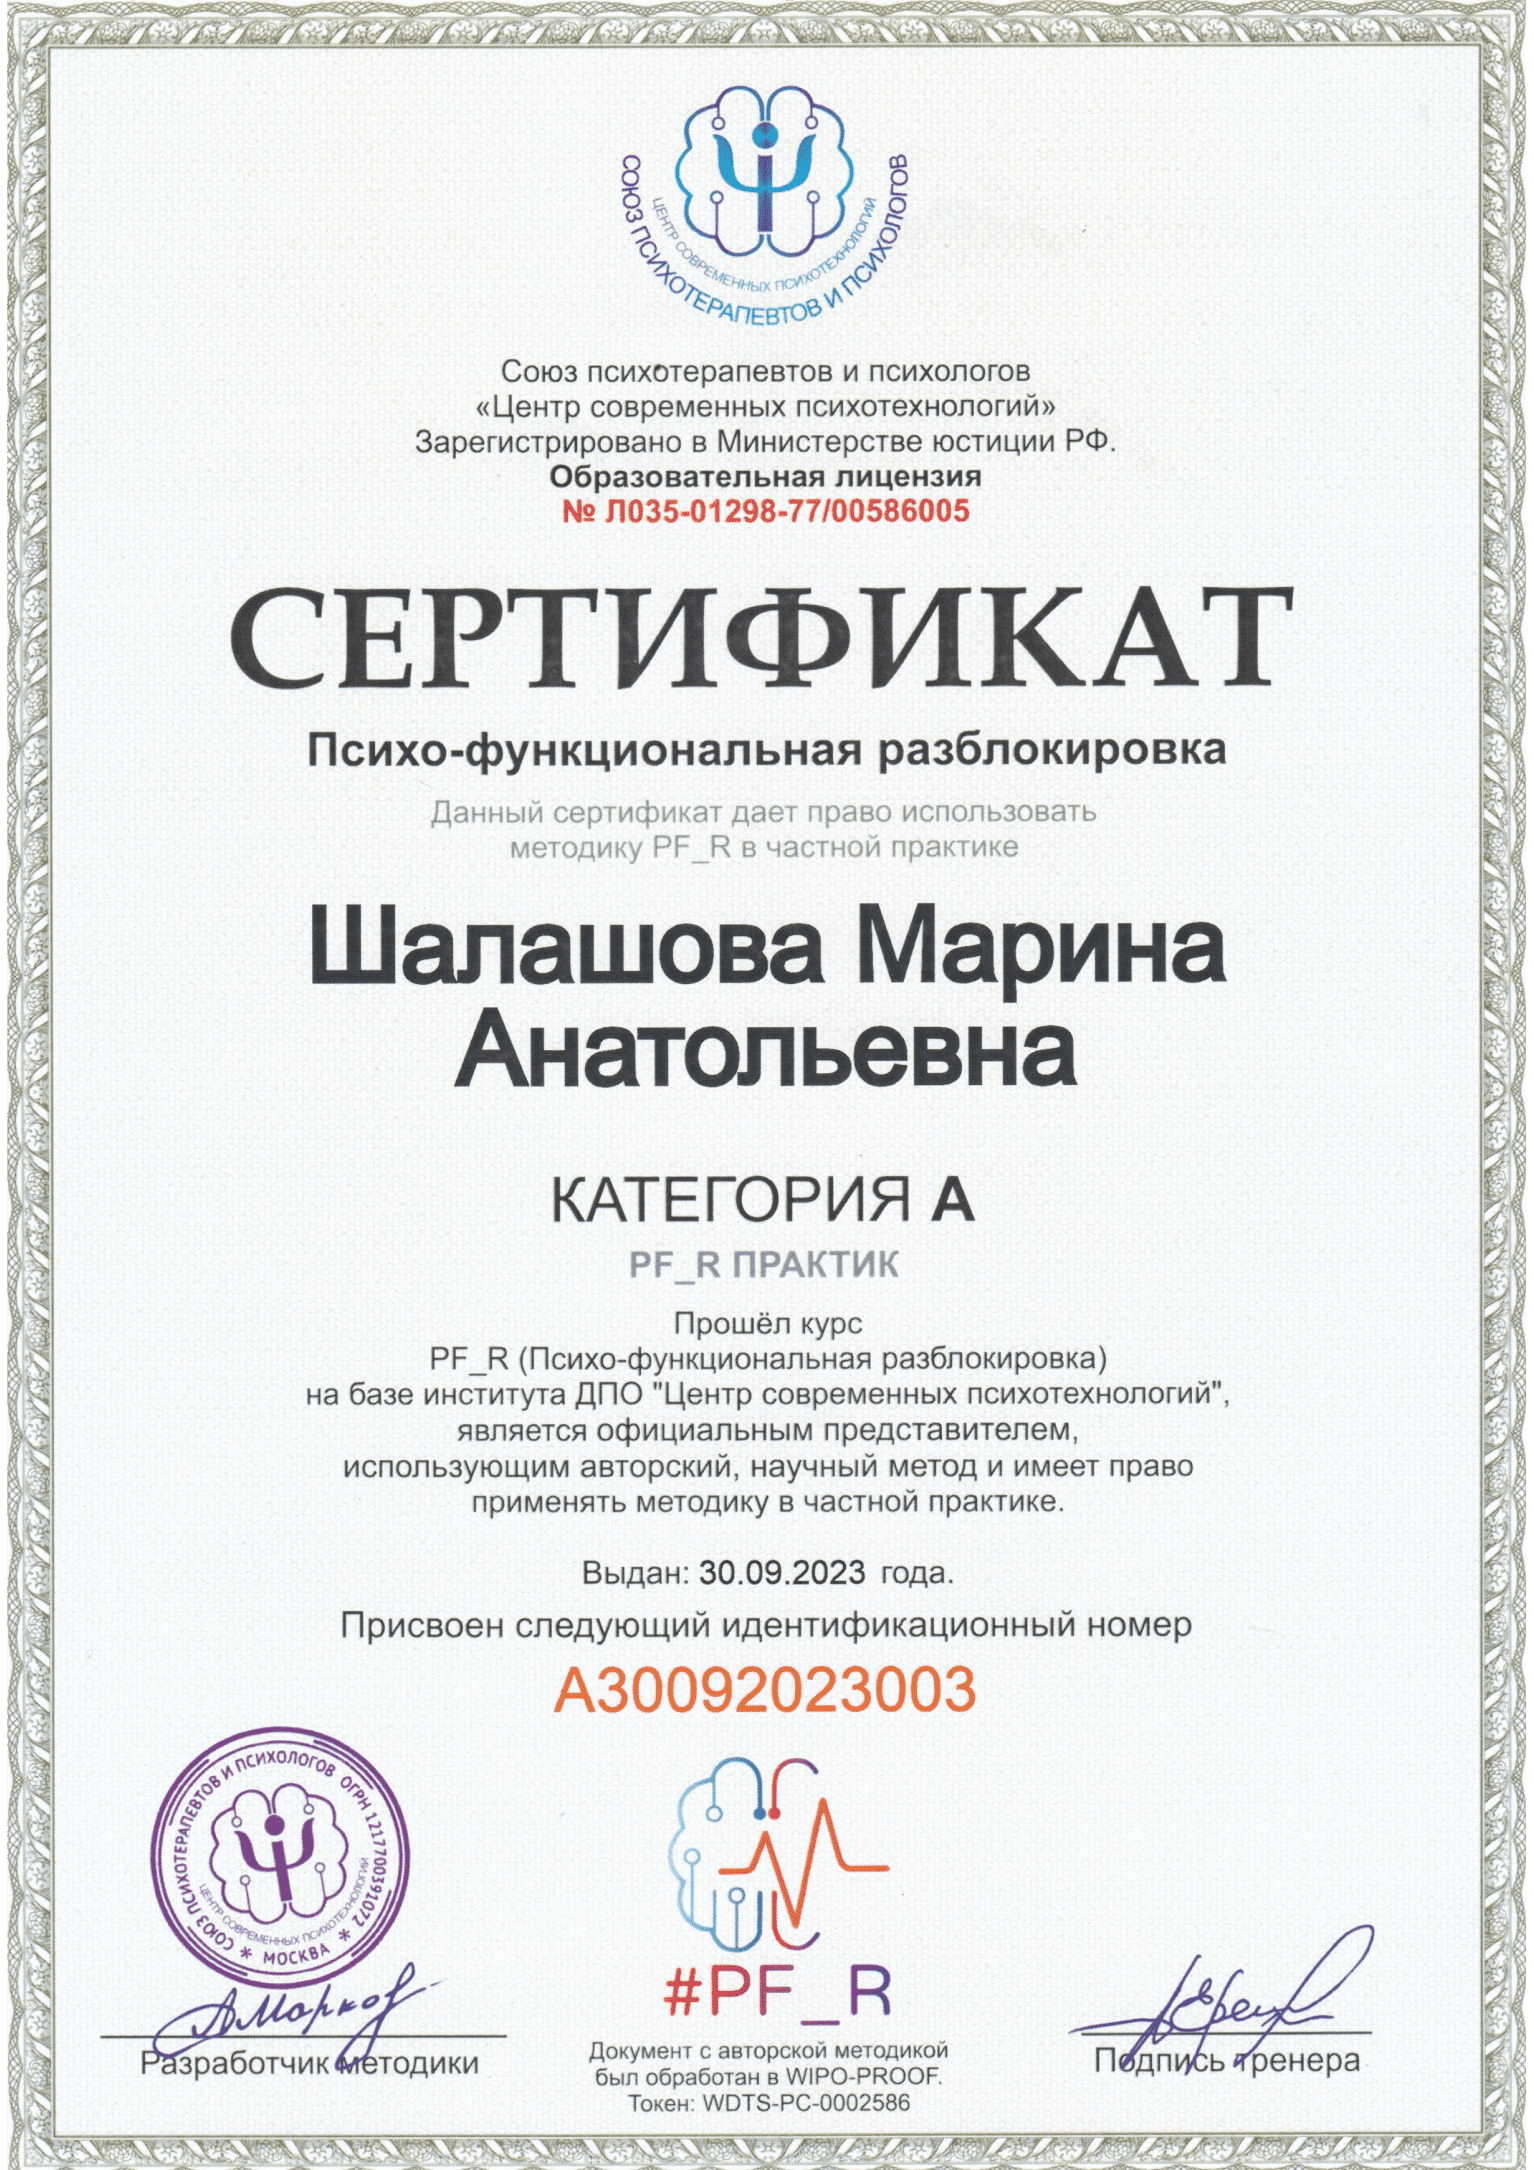 СОЮЗ ПСИХОТЕРАПЕВТОВ И ПСИХОЛОГОВ
ЦЕНТР СОВРЕМЕННЫХ ПСИХОТЕХНОЛОГИЙ
Союз психотерапевтов и психологов
«Центр современных психотехнологий»
Зарегистрировано в Министерстве юстиции РФ.
Образовательная лицензия
№ Л035-01298-77/00586005
СЕРТИФИКАТ
Психо-функциональная разблокировка
Данный сертификат дает право использовать
методику PF_R в частной практике
Шалашова Марина
Анатольевна
КАТЕГОРИЯ А
PF_R ПРАКТИК
Прошёл курс
PF_R (Психо-функциональная разблокировка)
на базе института ДПО "Центр современных психотехнологий",
является официальным представителем,
использующим авторский, научный метод и имеет право
применять методику в частной практике.
Выдан: 30.09.2023 года.
Присвоен следующий идентификационный номер
А30092023003
СОЮЗ ПСИХОТЕРАПЕВТОВ И ПСИХОЛОГОВ ОГРН 1217700391072
ЦЕНТР СОВРЕМЕННЫХ ПСИХОТЕХНОЛОГИЙ
* МОСКВА *
АМарков
Разработчик методики
#PF_R
Документ с авторской методикой
был обработан в WIPO-PROOF.
Токен: WDTS-PC-0002586
Подпись тренера